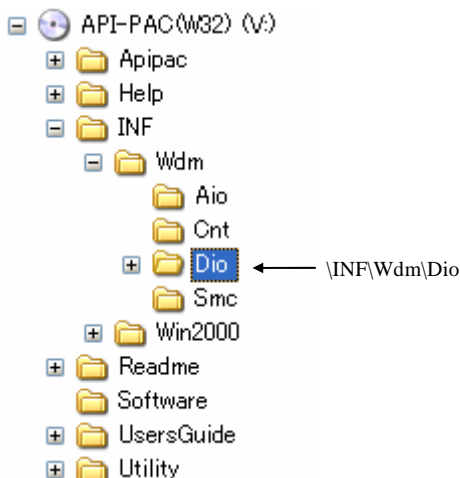 API-PAC(W32) (V:)
Apipac
Help
INF
Wdm
Aio
Cnt
Dio
\INF\Wdm\Dio
Smc
Win2000
Readme
Software
UsersGuide
Utility